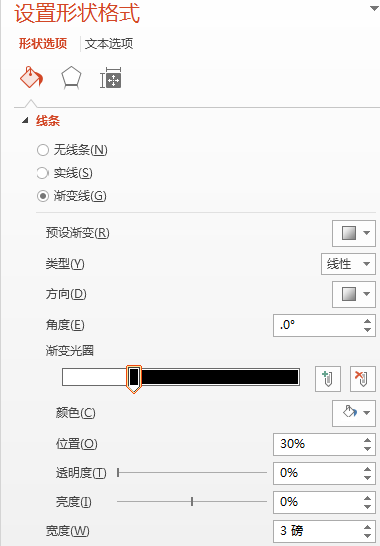 设置形状格式
形状选项 文本选项
线条
无线条(N)
实线(S)
渐变线(G)
预设渐变(R)
类型(Y) 线性
方向(D)
角度(E) .0°
渐变光圈
颜色(C)
位置(O) 30%
透明度(T) 0%
亮度(I) 0%
宽度(W) 3 磅